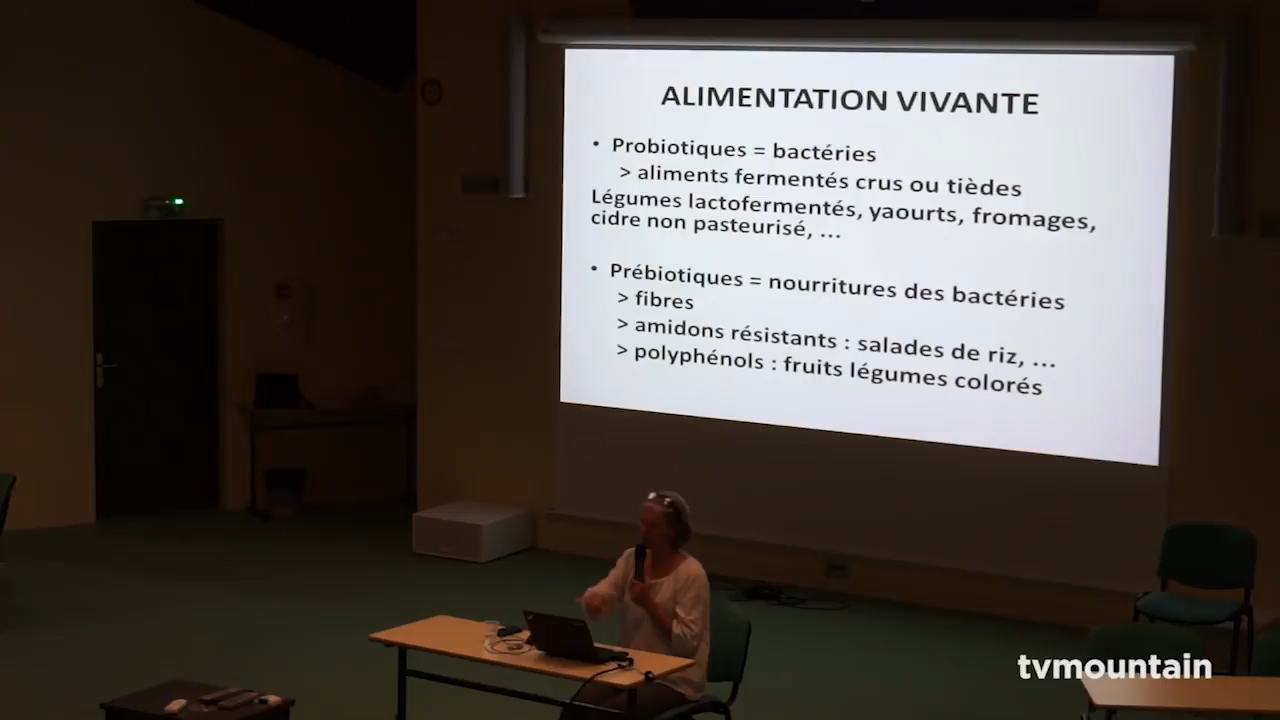 ALIMENTATION VIVANTE
• Probiotiques = bactéries
> aliments fermentés crus ou tièdes
Légumes lactofermentés, yaourts, fromages,
cidre non pasteurisé, ...
• Prébiotiques = nourritures des bactéries
> fibres
> amidons résistants : salades de riz, ...
> polyphénols : fruits légumes colorés
tvmountain